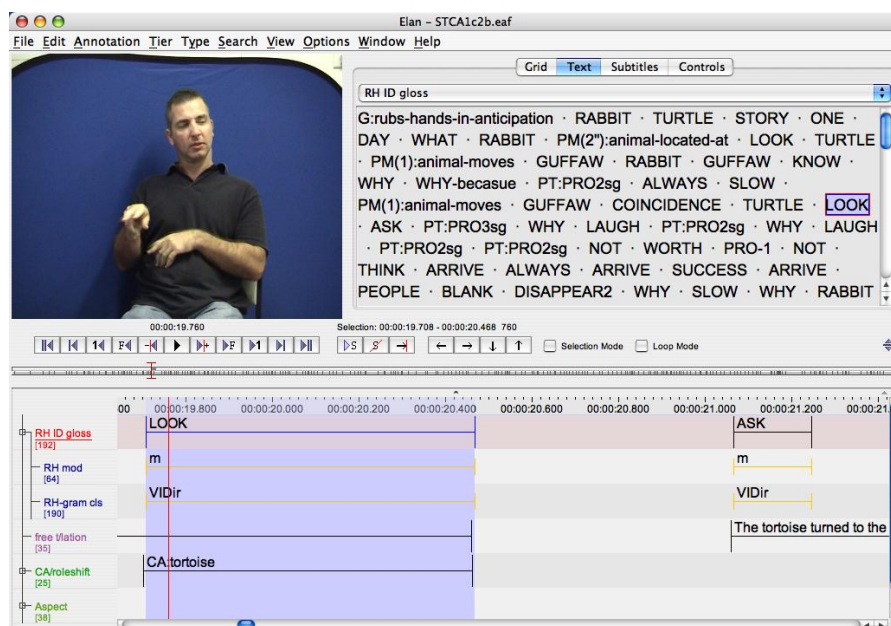 Elan – STCA1c2b.eaf
File Edit Annotation Tier Type Search View Options Window Help
Grid Text Subtitles Controls
RH ID gloss
G:rubs-hands-in-anticipation · RABBIT · TURTLE · STORY · ONE ·
DAY · WHAT · RABBIT · PM(2"):animal-located-at · LOOK · TURTLE
· PM(1):animal-moves · GUFFAW · RABBIT · GUFFAW · KNOW ·
WHY · WHY-becasue · PT:PRO2sg · ALWAYS · SLOW ·
PM(1):animal-moves · GUFFAW · COINCIDENCE · TURTLE · LOOK
· ASK · PT:PRO3sg · WHY · LAUGH · PT:PRO2sg · WHY · LAUGH
· PT:PRO2sg · PT:PRO2sg · NOT · WORTH · PRO-1 · NOT ·
THINK · ARRIVE · ALWAYS · ARRIVE · SUCCESS · ARRIVE ·
PEOPLE · BLANK · DISAPPEAR2 · WHY · SLOW · WHY · RABBIT
00:00:19.760
Selection: 00:00:19.708 - 00:00:20.468 760
Selection Mode Loop Mode
00 00:00:19.800 00:00:20.000 00:00:20.200 00:00:20.400 00:00:20.600 00:00:20.800 00:00:21.000 00:00:21.200 00:00:21.
RH ID gloss LOOK ASK
[192]
RH mod m m
[64]
RH-gram cls VIDir VIDir
[190]
free t/lation The tortoise turned to the
[35]
CA/roleshift CA:tortoise
[25]
Aspect
[38]